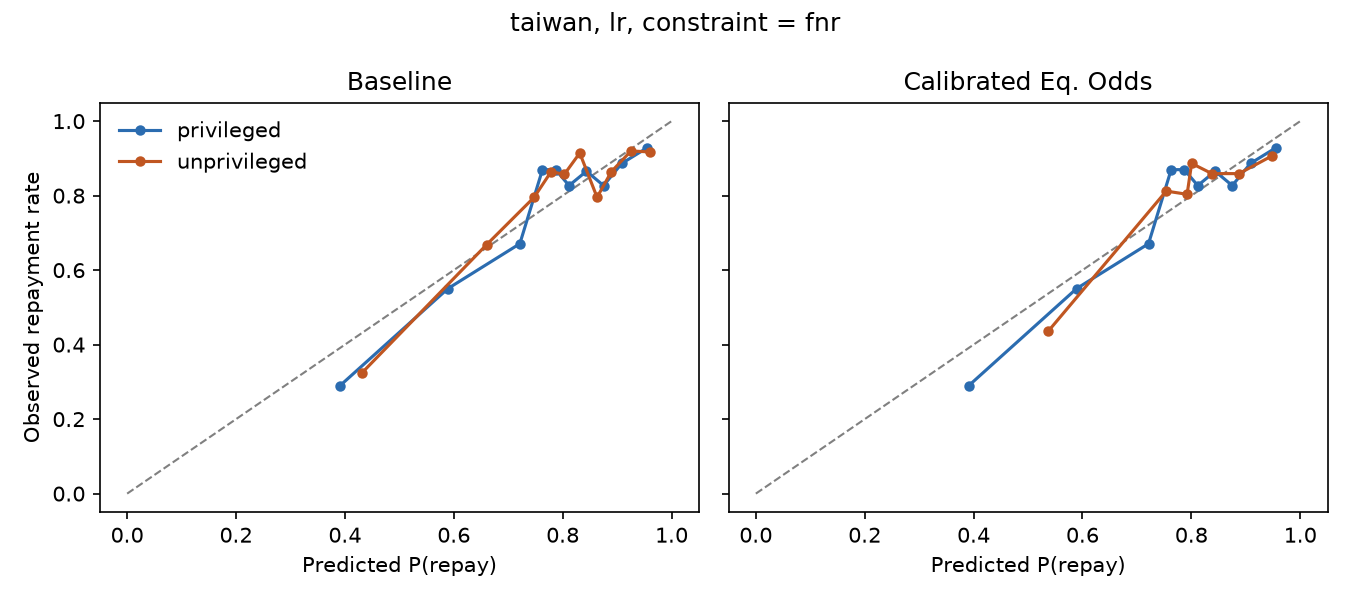 taiwan, lr, constraint = fnr
Baseline
Calibrated Eq. Odds
privileged
unprivileged
Observed repayment rate
1.0
0.8
0.6
0.4
0.2
0.0
0.0 0.2 0.4 0.6 0.8 1.0
0.0 0.2 0.4 0.6 0.8 1.0
Predicted P(repay)
Predicted P(repay)